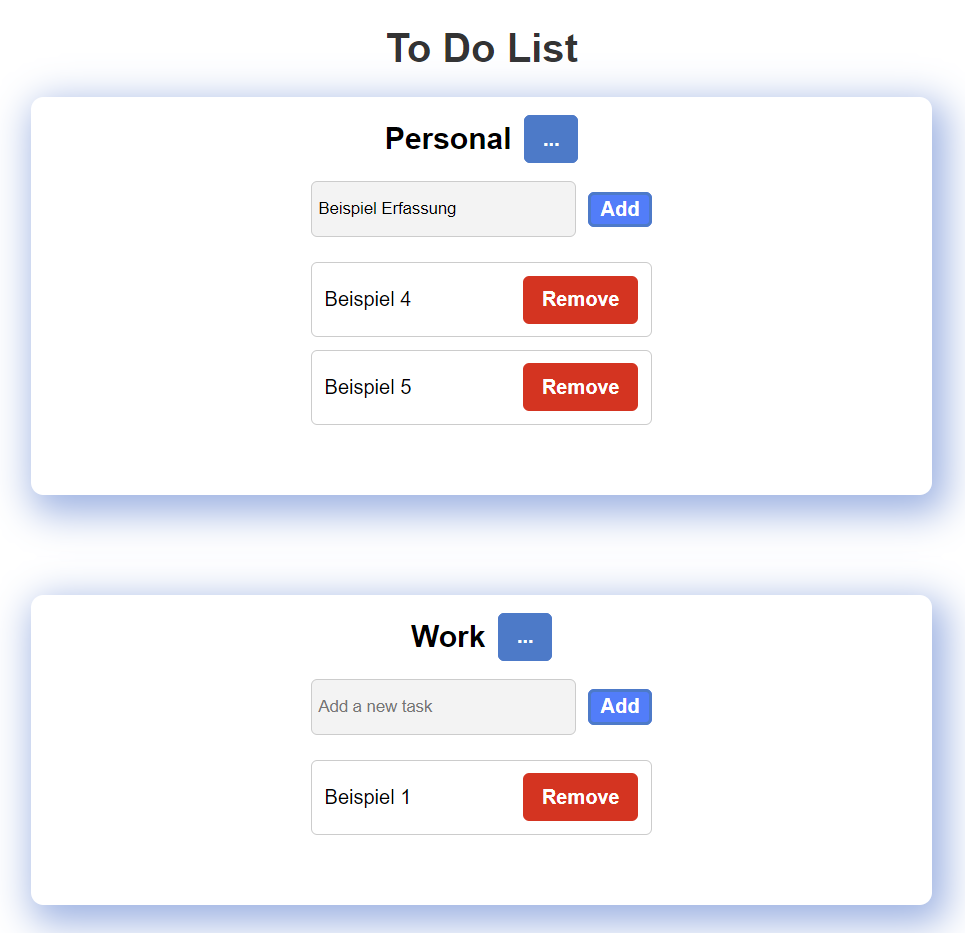 To Do List
Personal ...
Beispiel Erfassung Add
Beispiel 4 Remove
Beispiel 5 Remove
Work ...
Add a new task Add
Beispiel 1 Remove